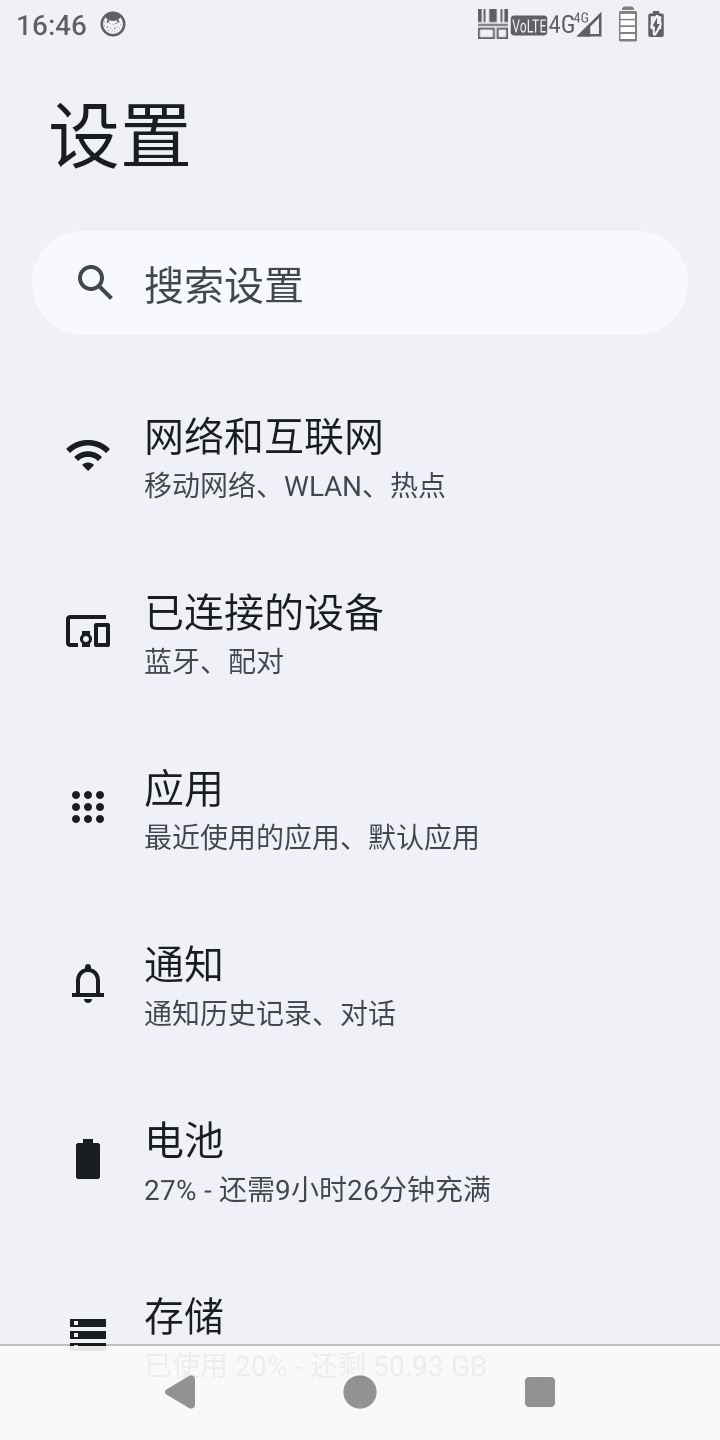 16:46 VoLTE 4G 4G
设置
搜索设置
网络和互联网
移动网络、WLAN、热点
已连接的设备
蓝牙、配对
应用
最近使用的应用、默认应用
通知
通知历史记录、对话
电池
27% - 还需9小时26分钟充满
存储
已使用 20% - 还剩 50.93 GB